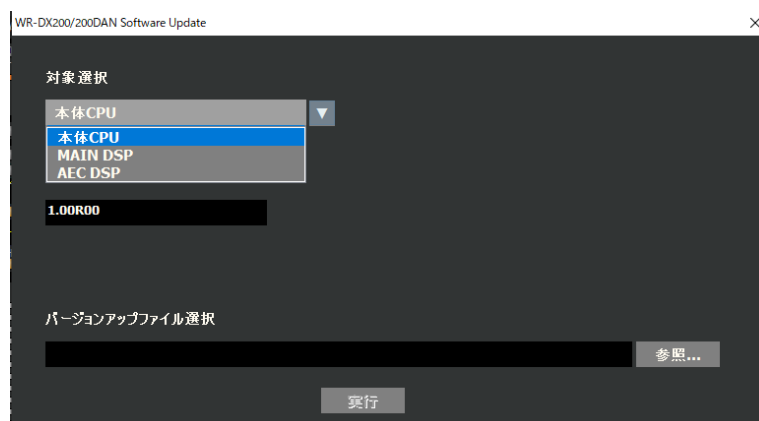 WR-DX200/200DAN Software Update
対象選択
本体CPU
本体CPU
MAIN DSP
AEC DSP
1.00R00
バージョンアップファイル選択
参照...
実行